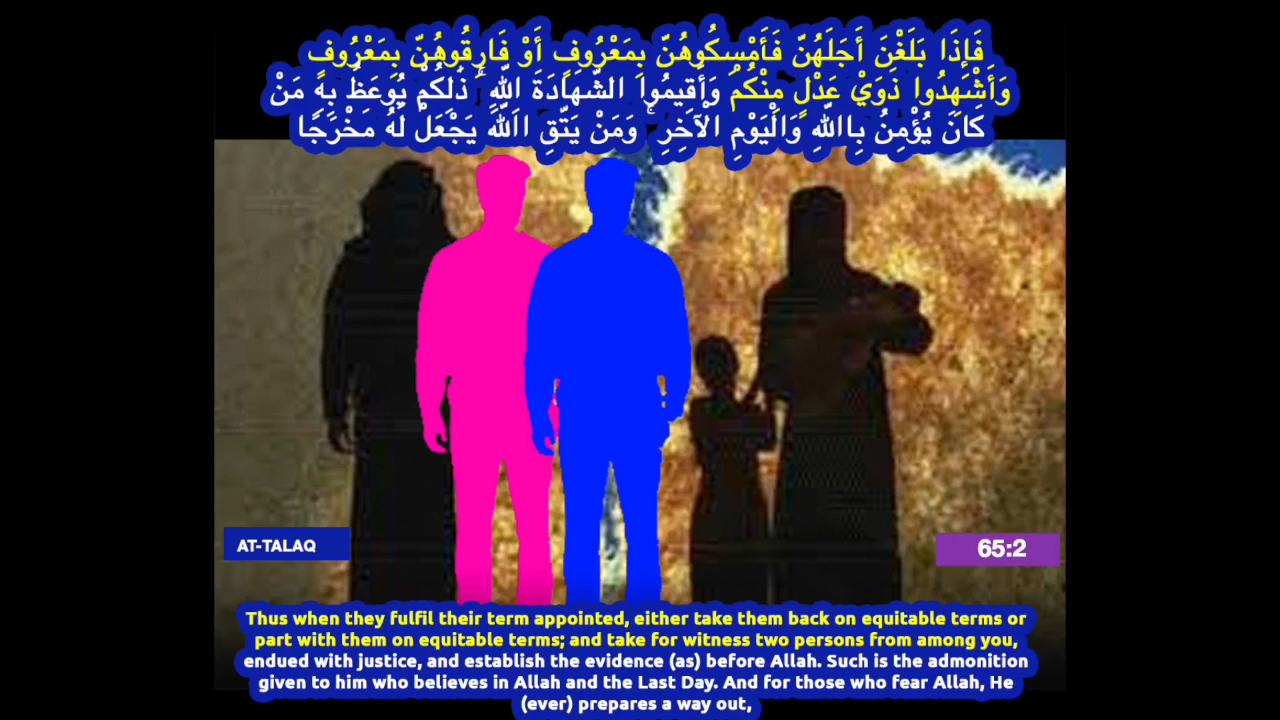 فَإِذَا بَلَغْنَ أَجَلَهُنَّ فَأَمْسِكُوهُنَّ بِمَعْرُوفٍ أَوْ فَارِقُوهُنَّ بِمَعْرُوفٍ
وَأَشْهِدُوا ذَوَيْ عَدْلٍ مِنْكُمْ وَأَقِيمُوا الشَّهَادَةَ لِلَّهِ ۚ ذَٰلِكُمْ يُوعَظُ بِهِ مَنْ
كَانَ يُؤْمِنُ بِاللَّهِ وَالْيَوْمِ الْآخِرِ ۚ وَمَنْ يَتَّقِ اللَّهَ يَجْعَلْ لَهُ مَخْرَجًا
AT-TALAQ
65:2
Thus when they fulfil their term appointed, either take them back on equitable terms or
part with them on equitable terms; and take for witness two persons from among you,
endued with justice, and establish the evidence (as) before Allah. Such is the admonition
given to him who believes in Allah and the Last Day. And for those who fear Allah, He
(ever) prepares a way out,